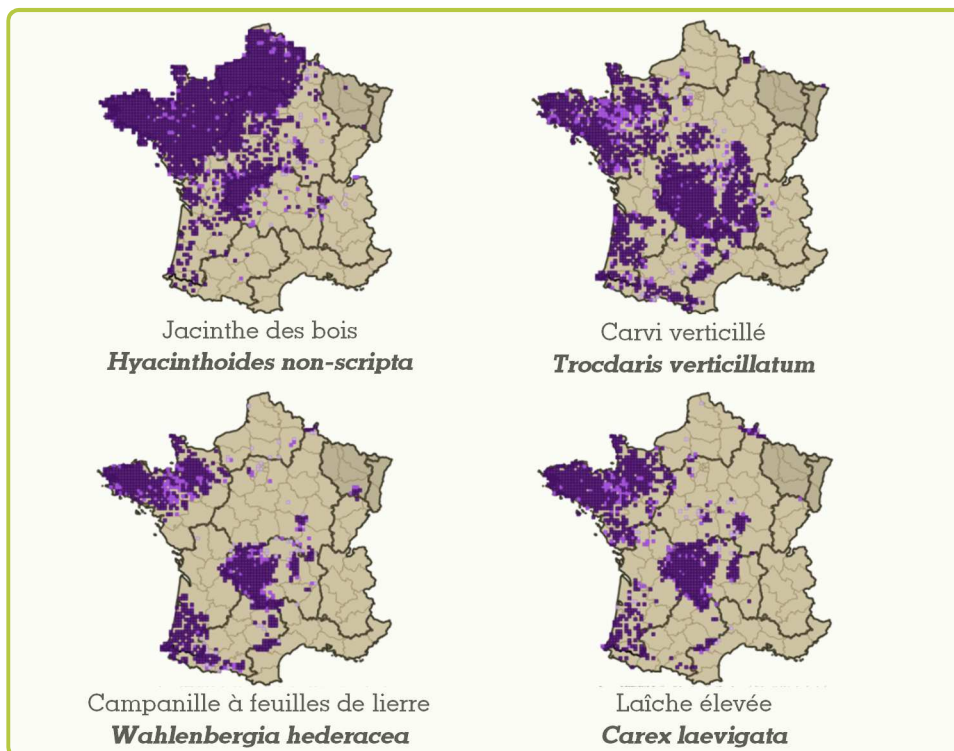 Jacinthe des bois
Hyacinthoides non-scripta
Carvi verticillé
Trocdaris verticillatum
Campanille à feuilles de lierre
Wahlenbergia hederacea
Laîche élevée
Carex laevigata